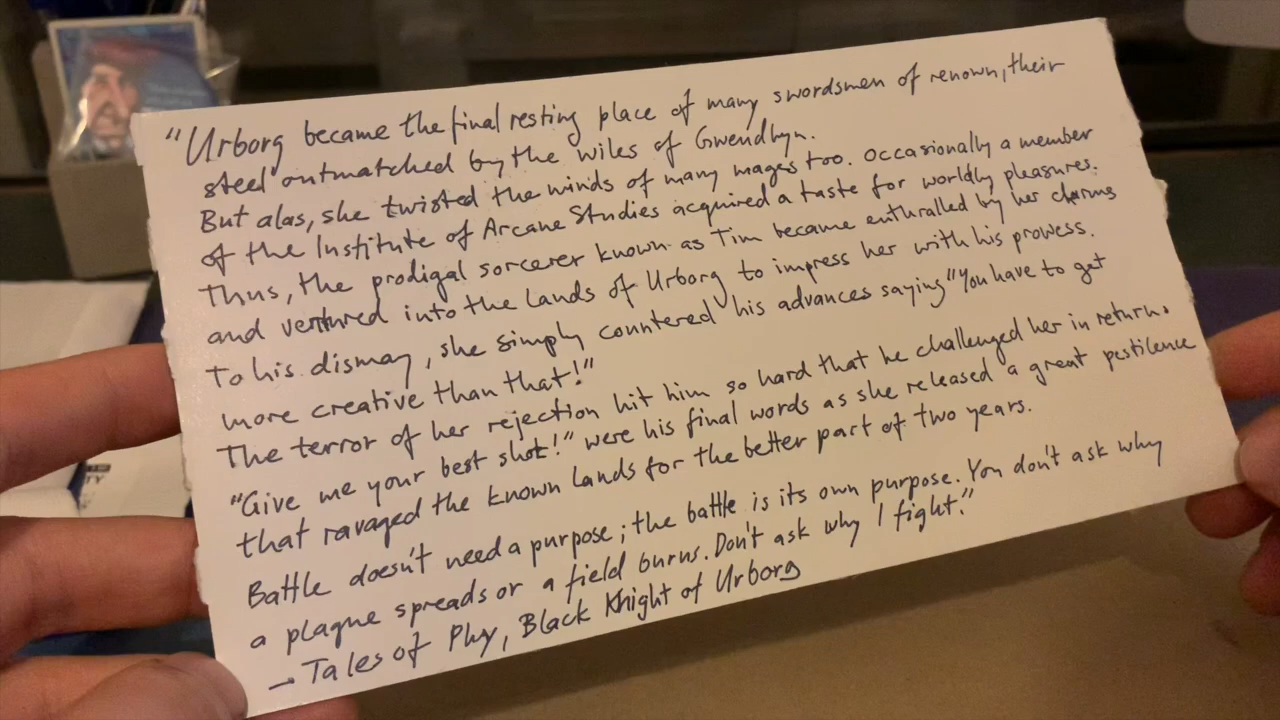 "Urborg became the final resting place of many swordsmen of renown, their
steel outmatched by the wiles of Gwendlyn.
But alas, she twisted the winds of many mages too. Occasionally a member
of the Institute of Arcane Studies acquired a taste for worldly pleasures.
Thus, the prodigal sorcerer known as Tim became enthralled by her charms
and ventured into the lands of Urborg to impress her with his prowess.
To his dismay, she simply countered his advances saying "You have to get
more creative than that!"
The terror of her rejection hit him so hard that he challenged her in return.
"Give me your best shot!" were his final words as she released a great pestilence
that ravaged the known lands for the better part of two years.
Battle doesn't need a purpose; the battle is its own purpose. You don't ask why
a plague spreads or a field burns. Don't ask why I fight."
– Tales of Phy, Black Knight of Urborg